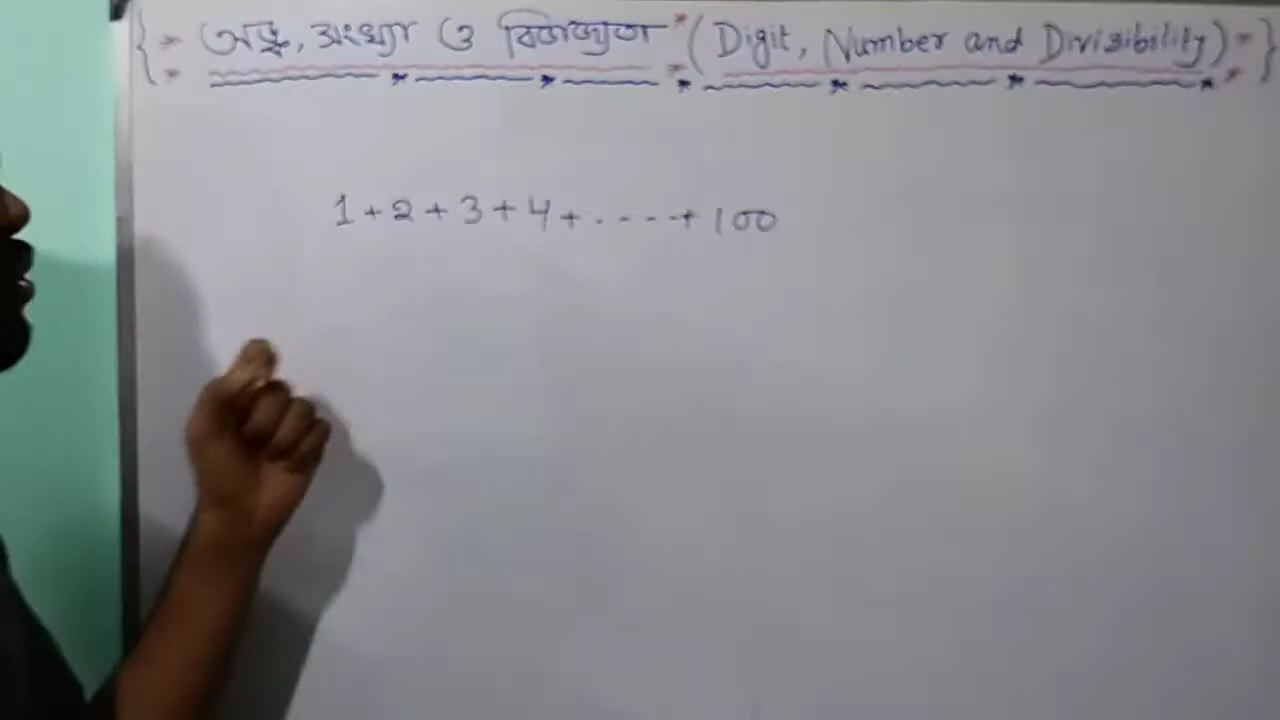 { অঙ্ক, সংখ্যা ও বিভাজ্যতা (Digit, Number and Divisibility) }
1+2+3+4+.....+100